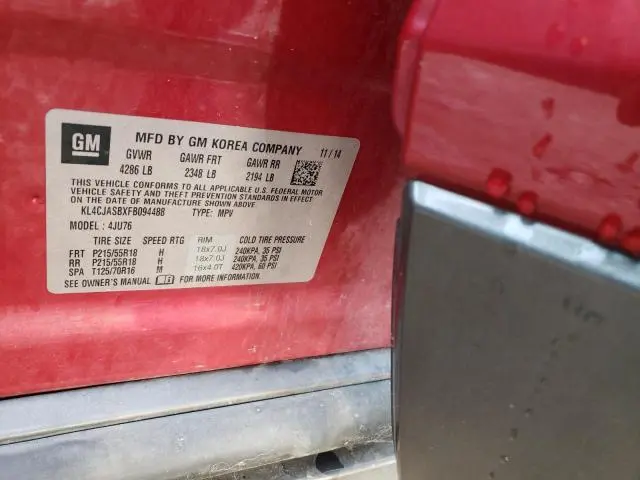 GM
MFD BY GM KOREA COMPANY 11 / 14
GVWR GAWR FRT GAWR RR
4286 LB 2348 LB 2194 LB
THIS VEHICLE CONFORMS TO ALL APPLICABLE U.S. FEDERAL MOTOR
VEHICLE SAFETY AND THEFT PREVENTION STANDARDS IN EFFECT
ON THE DATE OF MANUFACTURE SHOWN ABOVE.
KL4CJASBXFB094488 TYPE: MPV
MODEL : 4JU76
TIRE SIZE SPEED RTG RIM COLD TIRE PRESSURE
FRT P215/55R18 H 18x7.0J 240KPA, 35 PSI
RR P215/55R18 H 18x7.0J 240KPA, 35 PSI
SPA T125/70R16 M 16x4.0T 420KPA, 60 PSI
SEE OWNER'S MANUAL FOR MORE INFORMATION.